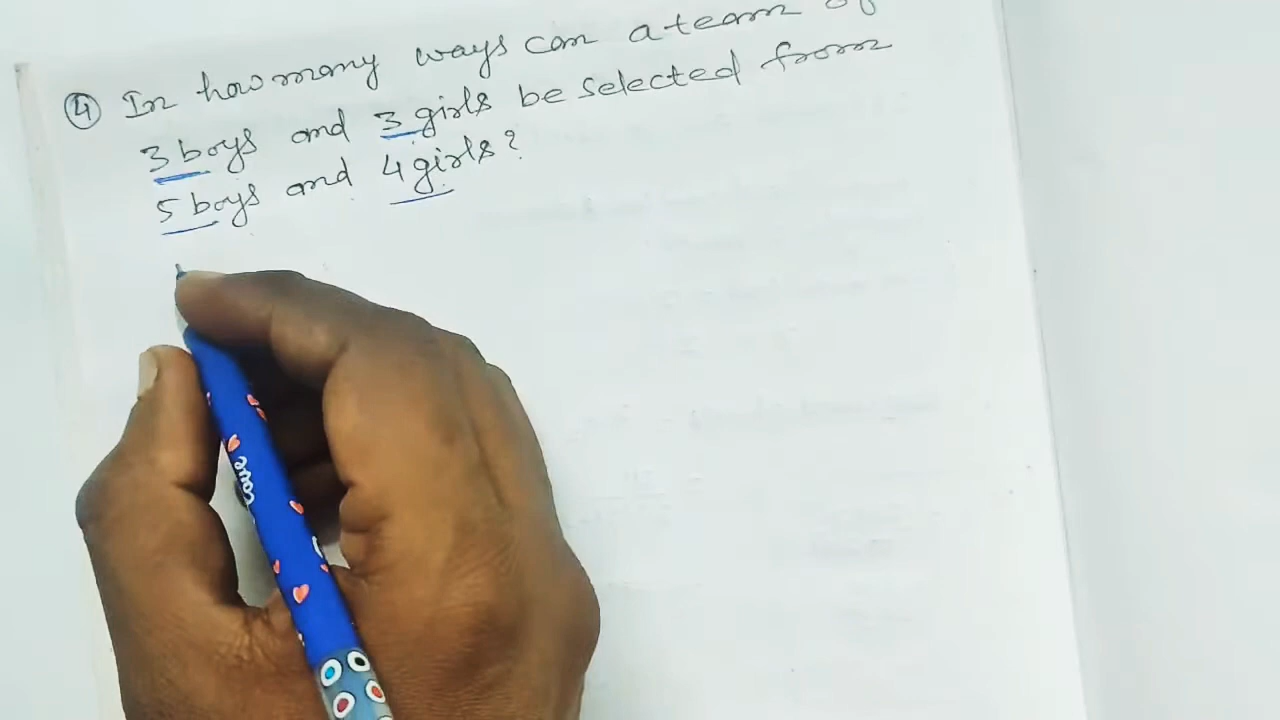 ④ In how many ways can a team of
3 boys and 3 girls be selected from
5 boys and 4 girls?